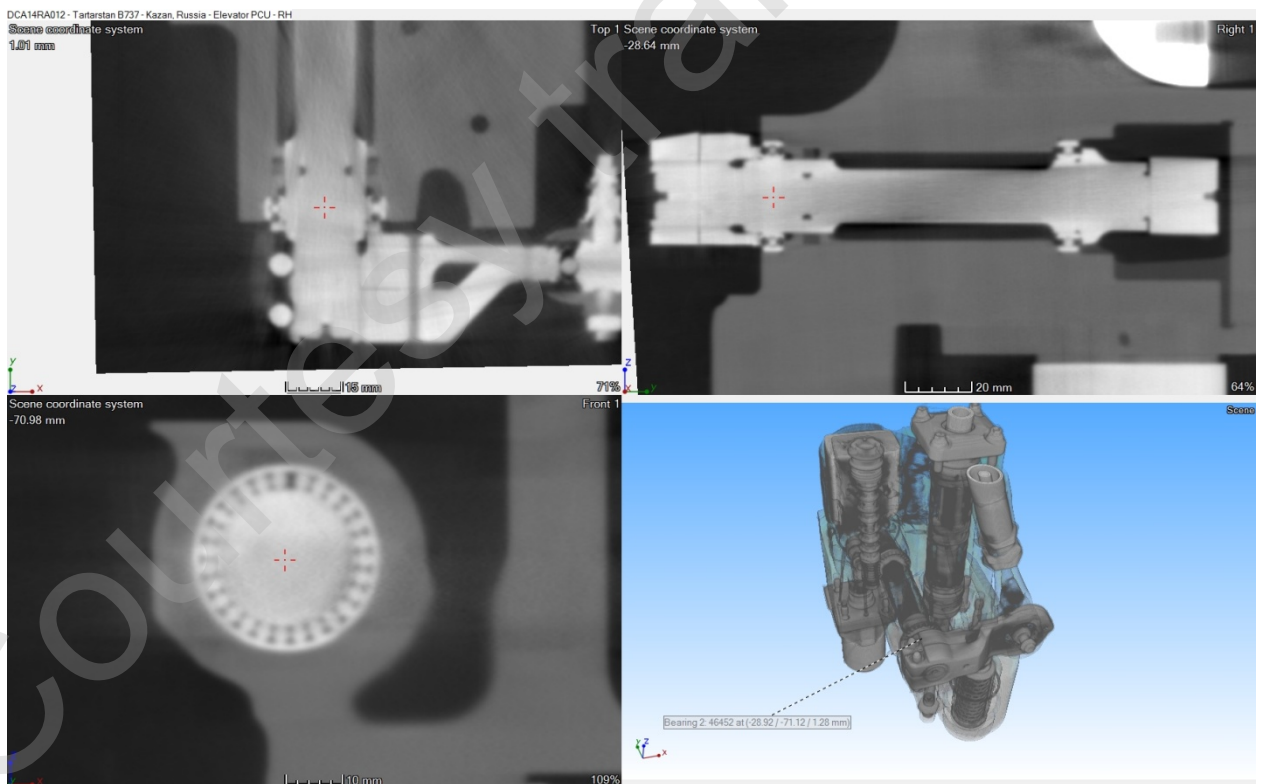 DCA14RA012 - Tartarstan B737 - Kazan, Russia - Elevator PCU - RH
Scene coordinate system
1.01 mm
Top 1
y
z
x
15 mm
71%
Scene coordinate system
-28.64 mm
Right 1
z
x
y
20 mm
64%
Scene coordinate system
-70.98 mm
Front 1
x
10 mm
109%
Scene
Bearing 2: 46452 at (-28.92 / -71.12 / 1.28 mm)
y
z
x
Courtesy